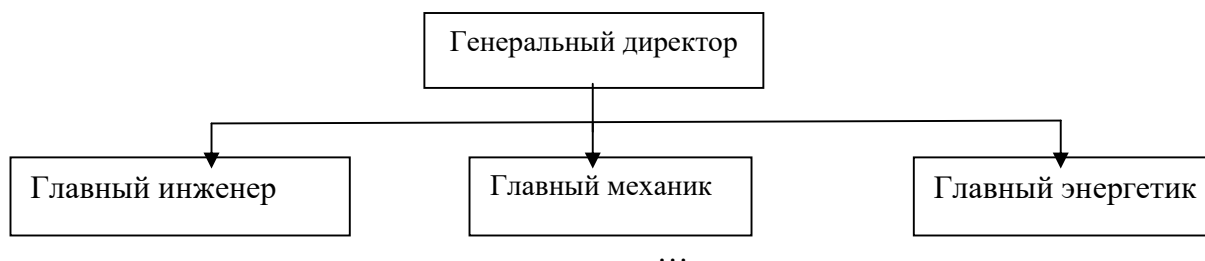 Генеральный директор
Главный инженер
Главный механик
Главный энергетик
...